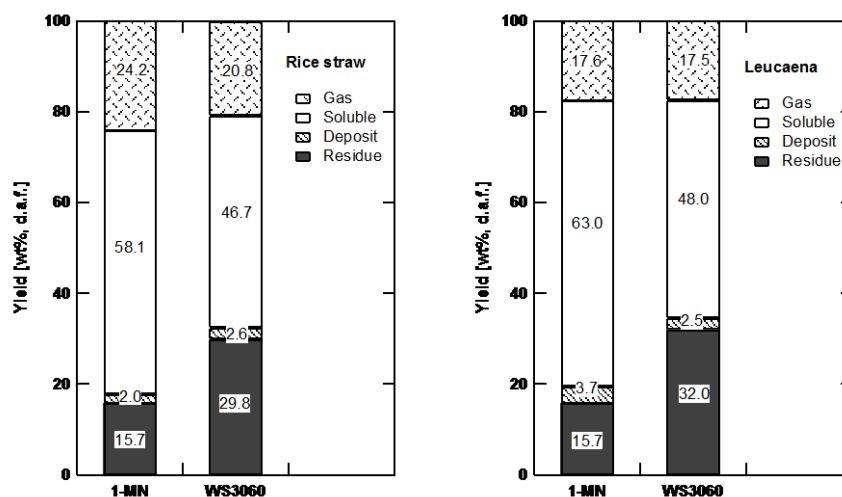 100
80
60
40
20
0
Yield [wt%, d.a.f.]
24.2
58.1
2.0
15.7
20.8
46.7
2.6
29.8
Rice straw
Gas
Soluble
Deposit
Residue
1-MN
WS3060
100
80
60
40
20
0
Yield [wt%, d.a.f.]
17.6
63.0
3.7
15.7
17.5
48.0
2.5
32.0
Leucaena
Gas
Soluble
Deposit
Residue
1-MN
WS3060